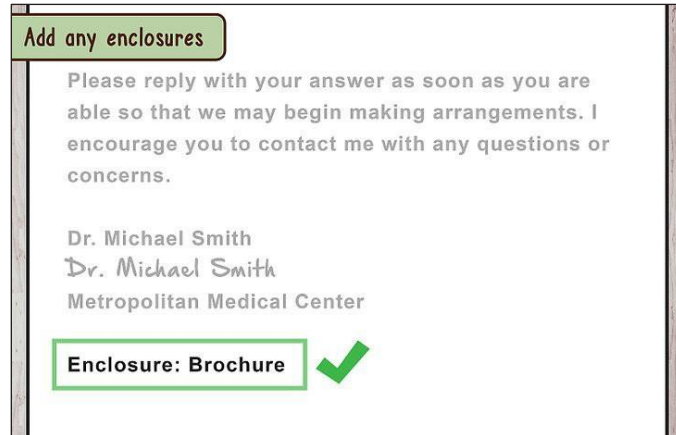 Add any enclosures
Please reply with your answer as soon as you are
able so that we may begin making arrangements. I
encourage you to contact me with any questions or
concerns.
Dr. Michael Smith
Dr. Michael Smith
Metropolitan Medical Center
Enclosure: Brochure